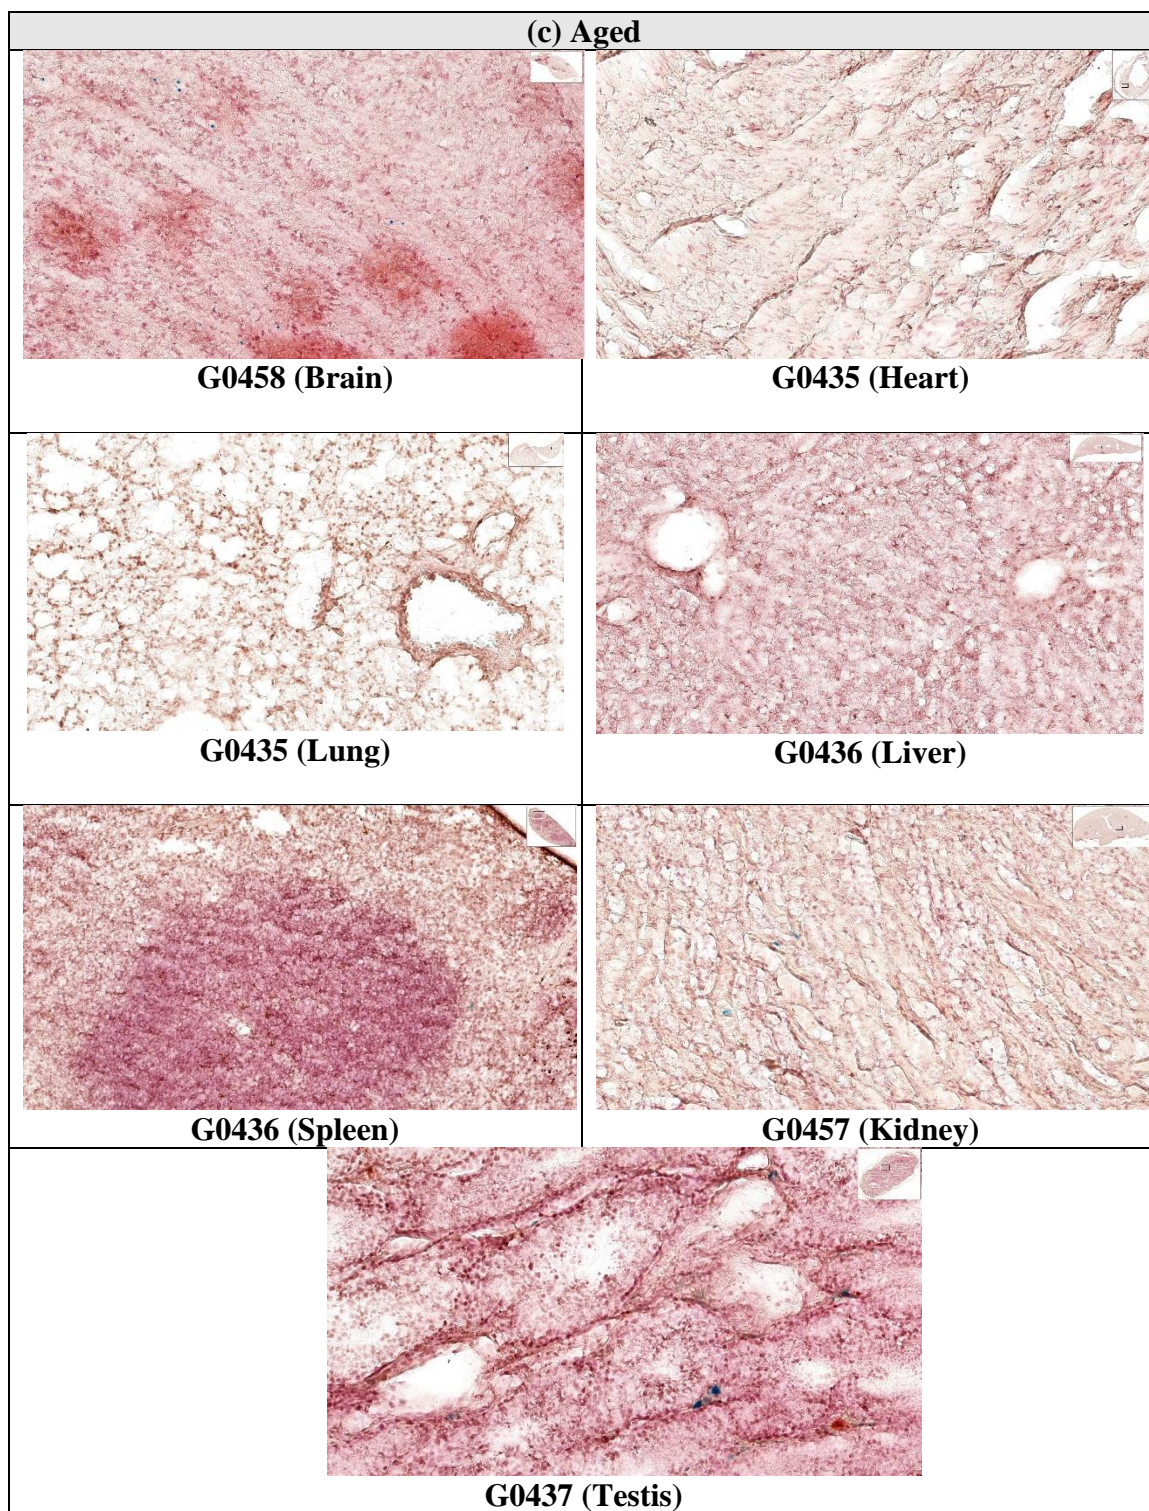 (c) Aged
G0458 (Brain)
G0435 (Heart)
G0435 (Lung)
G0436 (Liver)
G0436 (Spleen)
G0457 (Kidney)
G0437 (Testis)